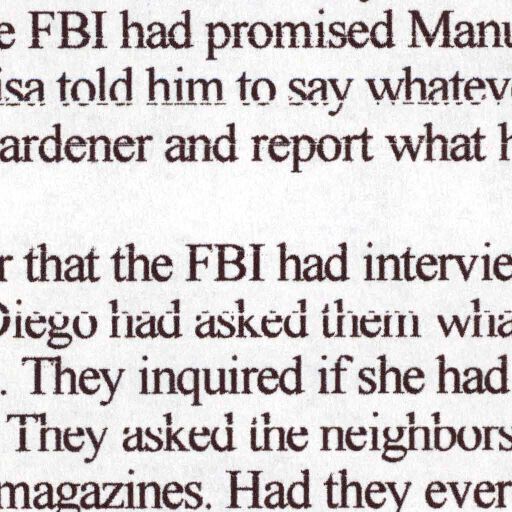 e FBI had promised Manu
isa told him to say whatev
ardener and report what h
r that the FBI had intervie
Diego had asked them wha
. They inquired if she had
They asked the neighbors
magazines. Had they ever